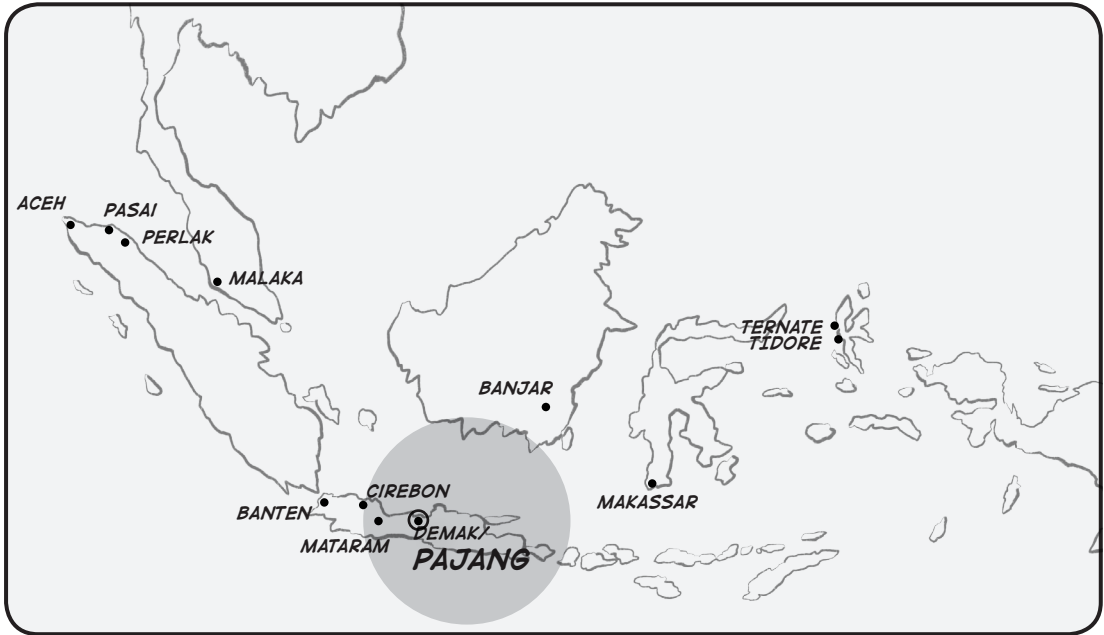 ACEH
PASAI
PERLAK
MALAKA
TERNATE
TIDORE
BANJAR
MAKASSAR
CIREBON
BANTEN
DEMAK/
MATARAM
PAJANG